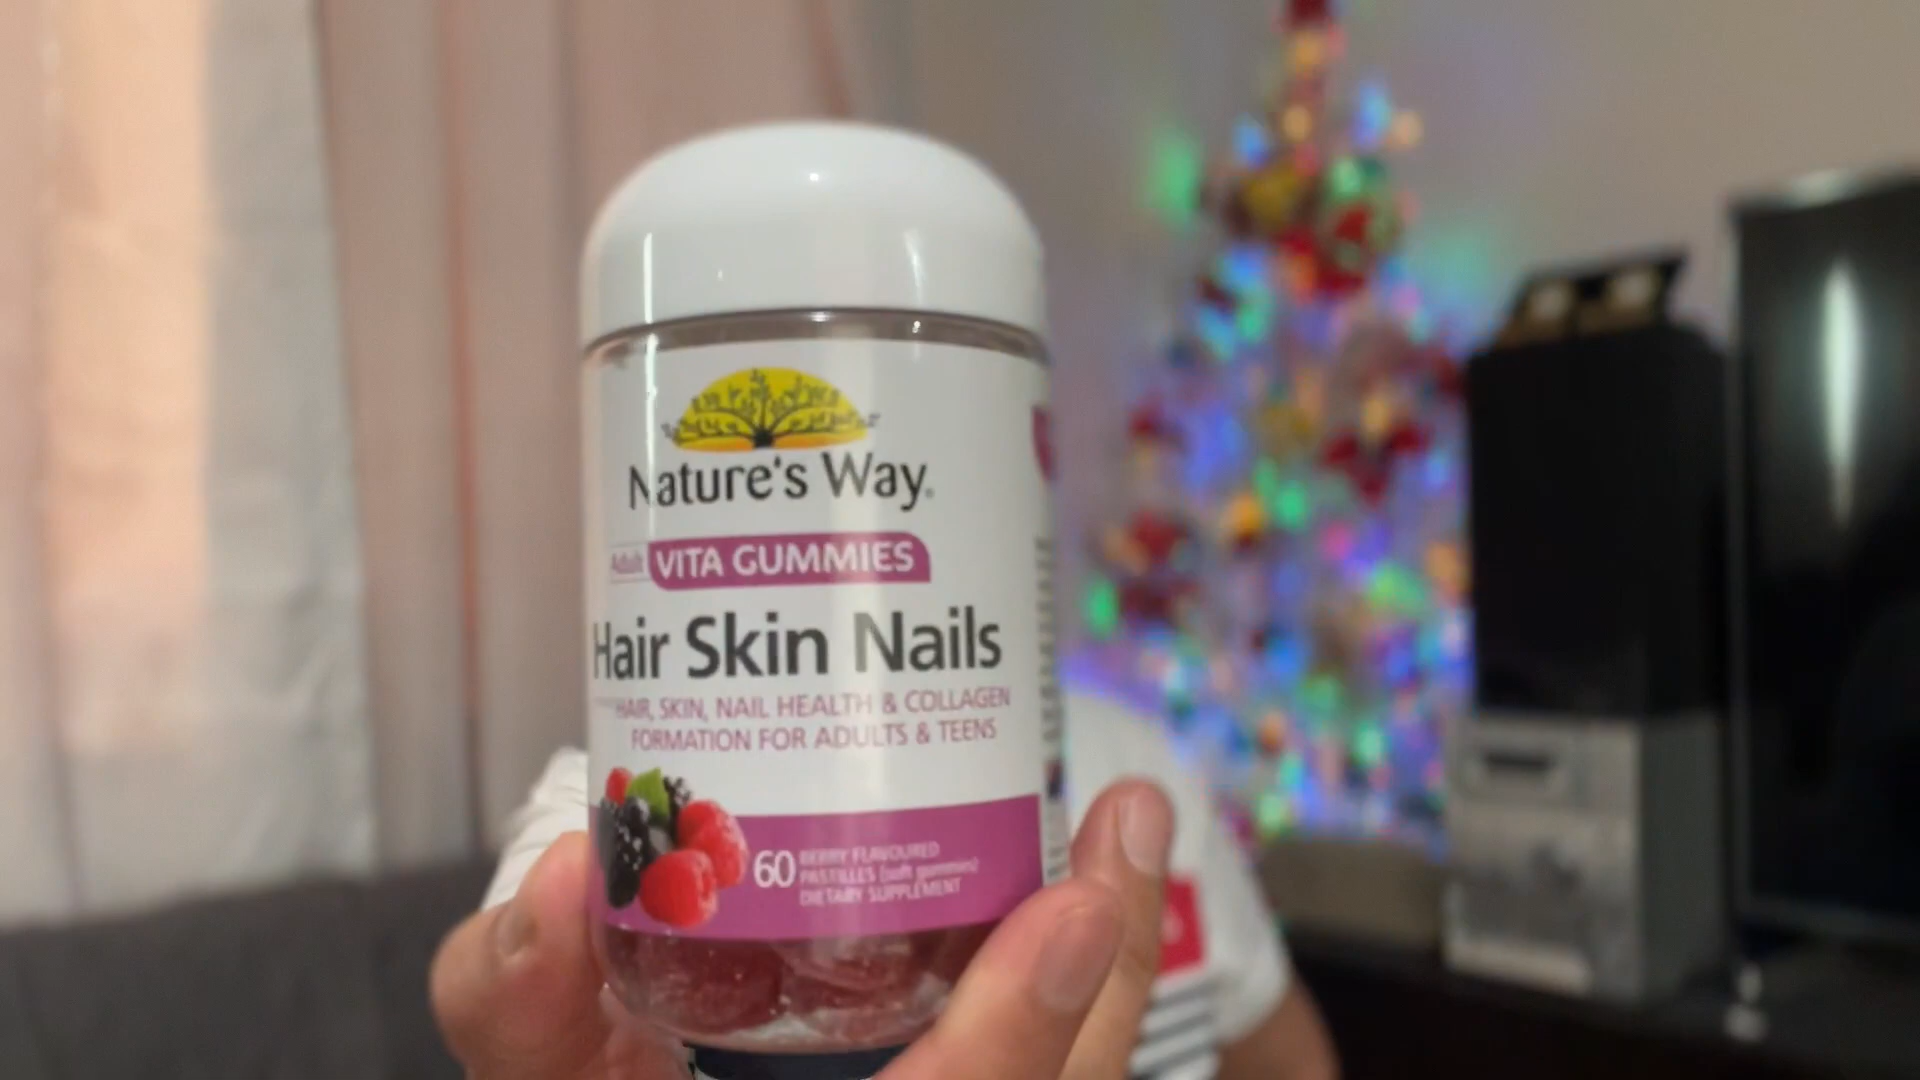 Nature's Way®
Adult VITA GUMMIES
Hair Skin Nails
HAIR, SKIN, NAIL HEALTH & COLLAGEN
FORMATION FOR ADULTS & TEENS
60 BERRY FLAVOURED
PASTILLES (soft gummies)
DIETARY SUPPLEMENT